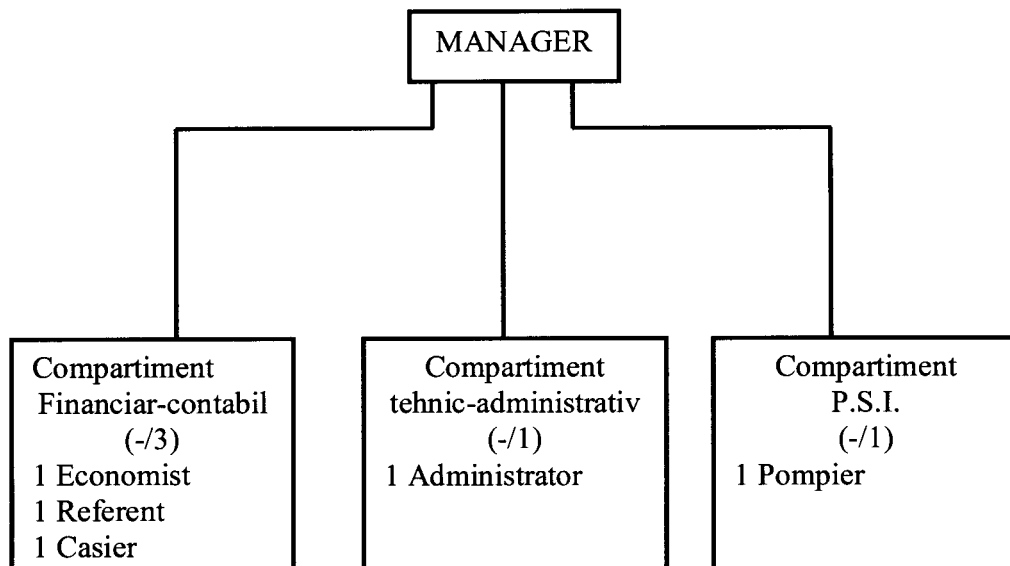 MANAGER
Compartiment
Financiar-contabil
(-/3)
1 Economist
1 Referent
1 Casier
Compartiment
tehnic-administrativ
(-/1)
1 Administrator
Compartiment
P.S.I.
(-/1)
1 Pompier